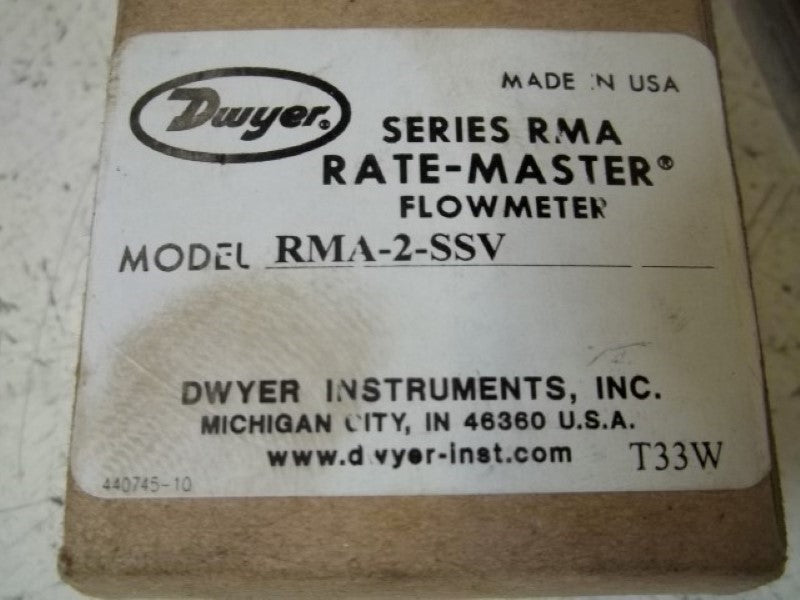 Dwyer®
MADE IN USA
SERIES RMA
RATE-MASTER®
FLOWMETER
MODEL RMA-2-SSV
DWYER INSTRUMENTS, INC.
MICHIGAN CITY, IN 46360 U.S.A.
www.dwyer-inst.com
T33W
440745-10